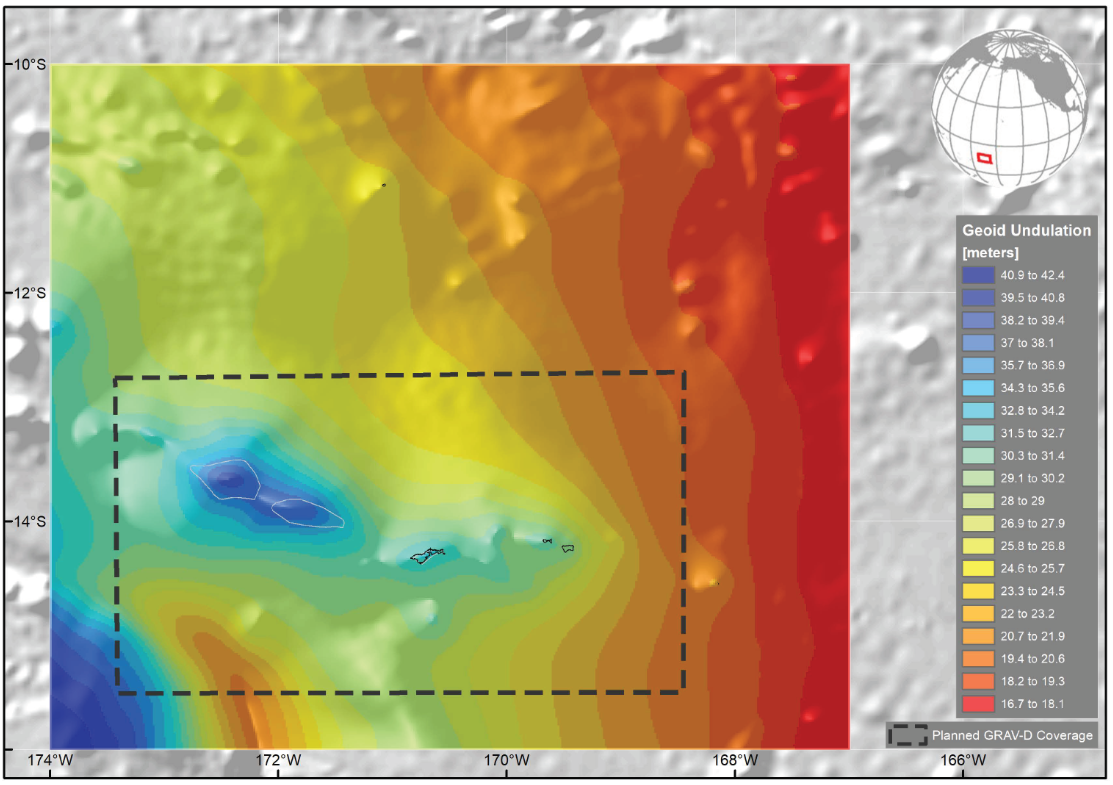 10°S
12°S
14°S
174°W
172°W
170°W
168°W
166°W
Geoid Undulation
[meters]
40.9 to 42.4
39.5 to 40.8
38.2 to 39.4
37 to 38.1
35.7 to 36.9
34.3 to 35.6
32.8 to 34.2
31.5 to 32.7
30.3 to 31.4
29.1 to 30.2
28 to 29
26.9 to 27.9
25.8 to 26.8
24.6 to 25.7
23.3 to 24.5
22 to 23.2
20.7 to 21.9
19.4 to 20.6
18.2 to 19.3
16.7 to 18.1
Planned GRAV-D Coverage